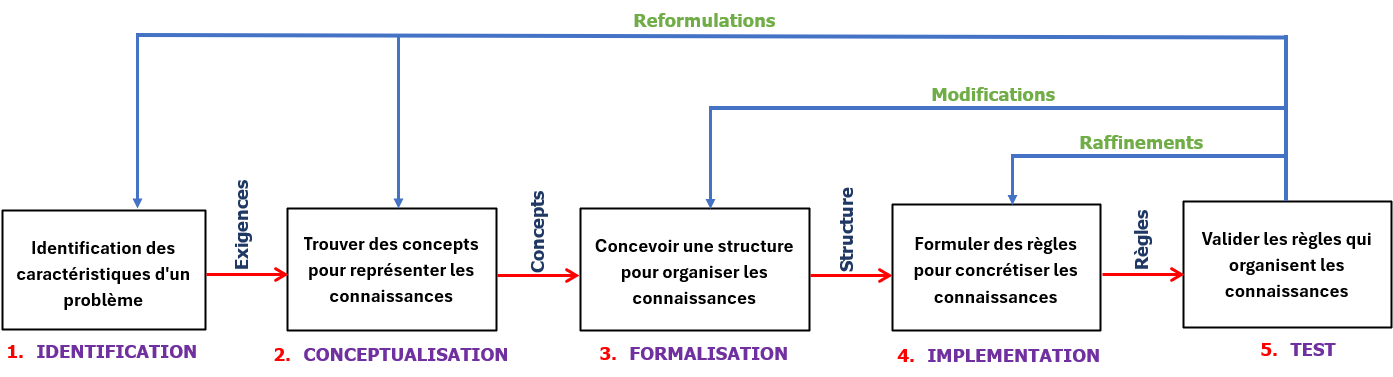 Reformulations
Modifications
Raffinements
Identification des
caractéristiques d'un
problème
Exigences
Trouver des concepts
pour représenter les
connaissances
Concepts
Concevoir une structure
pour organiser les
connaissances
Structure
Formuler des règles
pour concrétiser les
connaissances
Règles
Valider les règles qui
organisent les
connaissances
1. IDENTIFICATION
2. CONCEPTUALISATION
3. FORMALISATION
4. IMPLEMENTATION
5. TEST